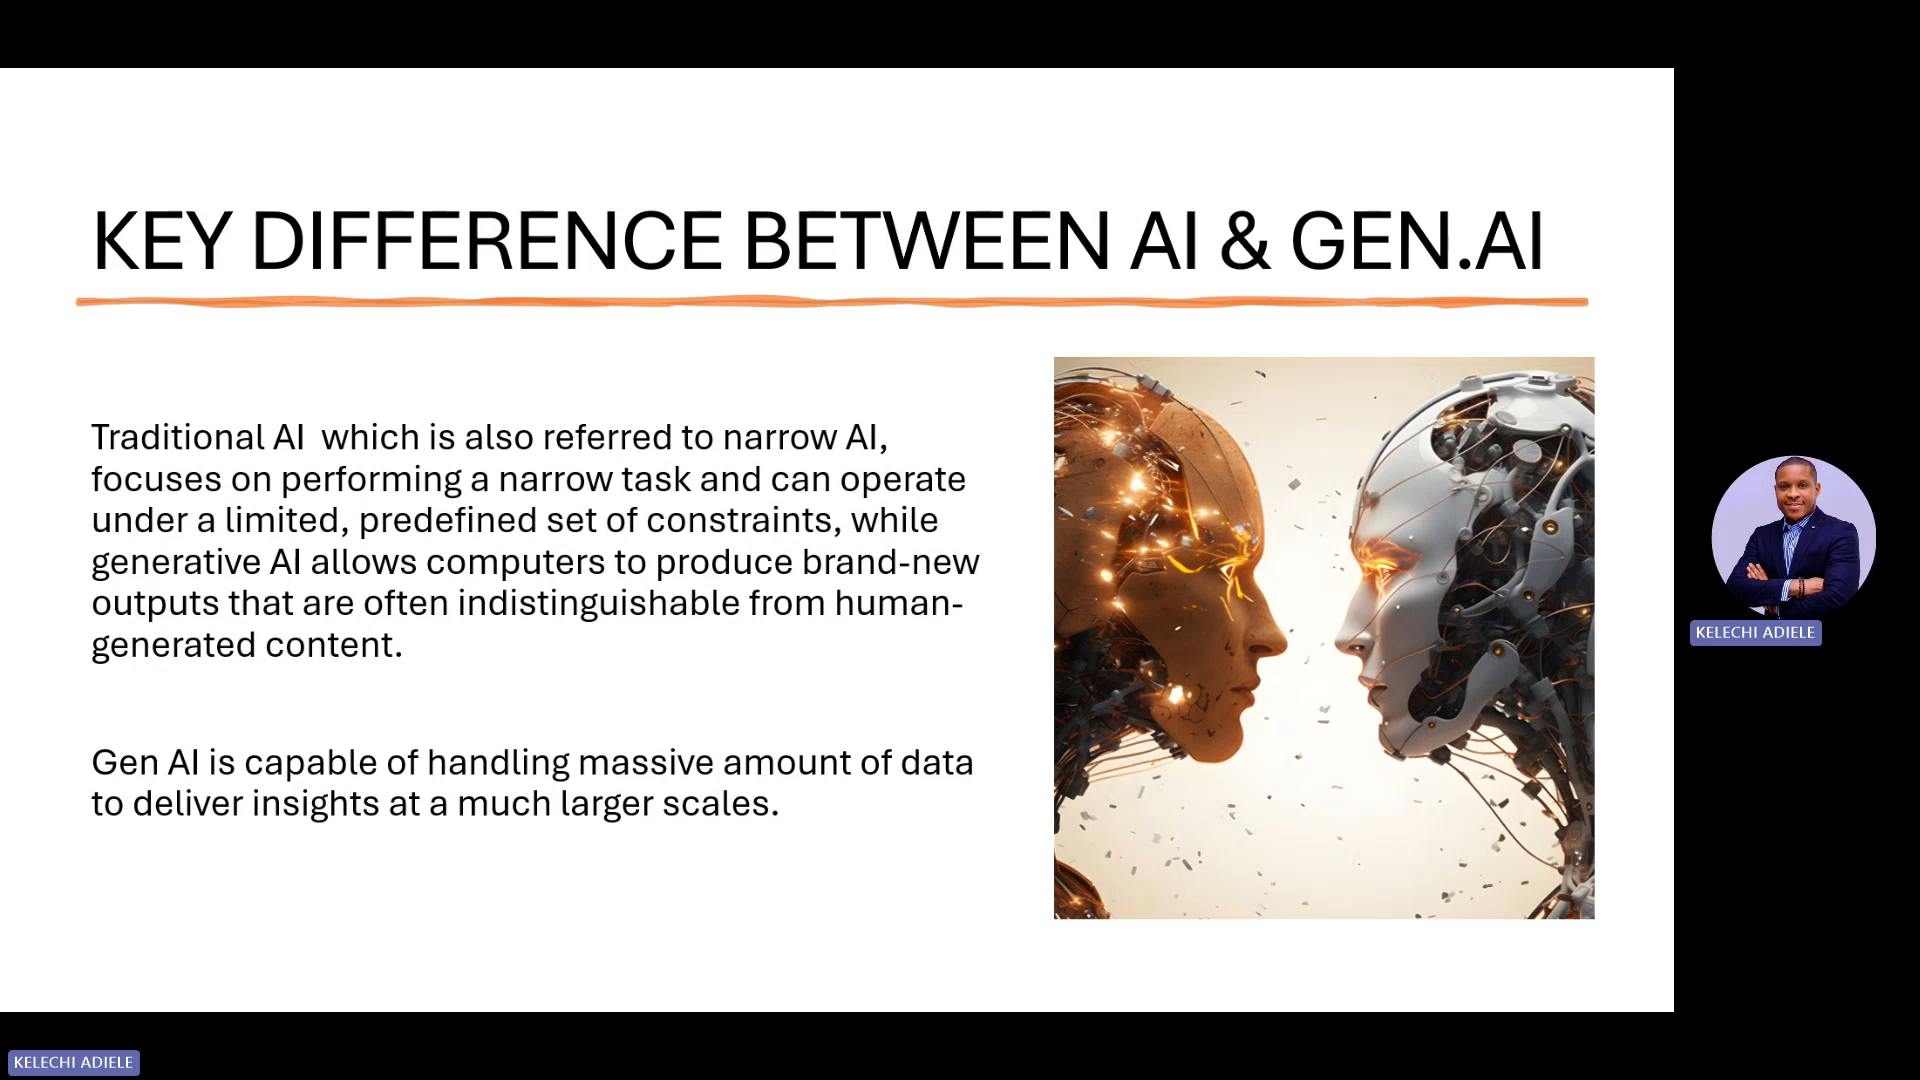 KEY DIFFERENCE BETWEEN AI & GEN.AI
Traditional AI  which is also referred to narrow AI,
focuses on performing a narrow task and can operate
under a limited, predefined set of constraints, while
generative AI allows computers to produce brand-new
outputs that are often indistinguishable from human-
generated content.
Gen AI is capable of handling massive amount of data
to deliver insights at a much larger scales.
KELECHI ADIELE
KELECHI ADIELE